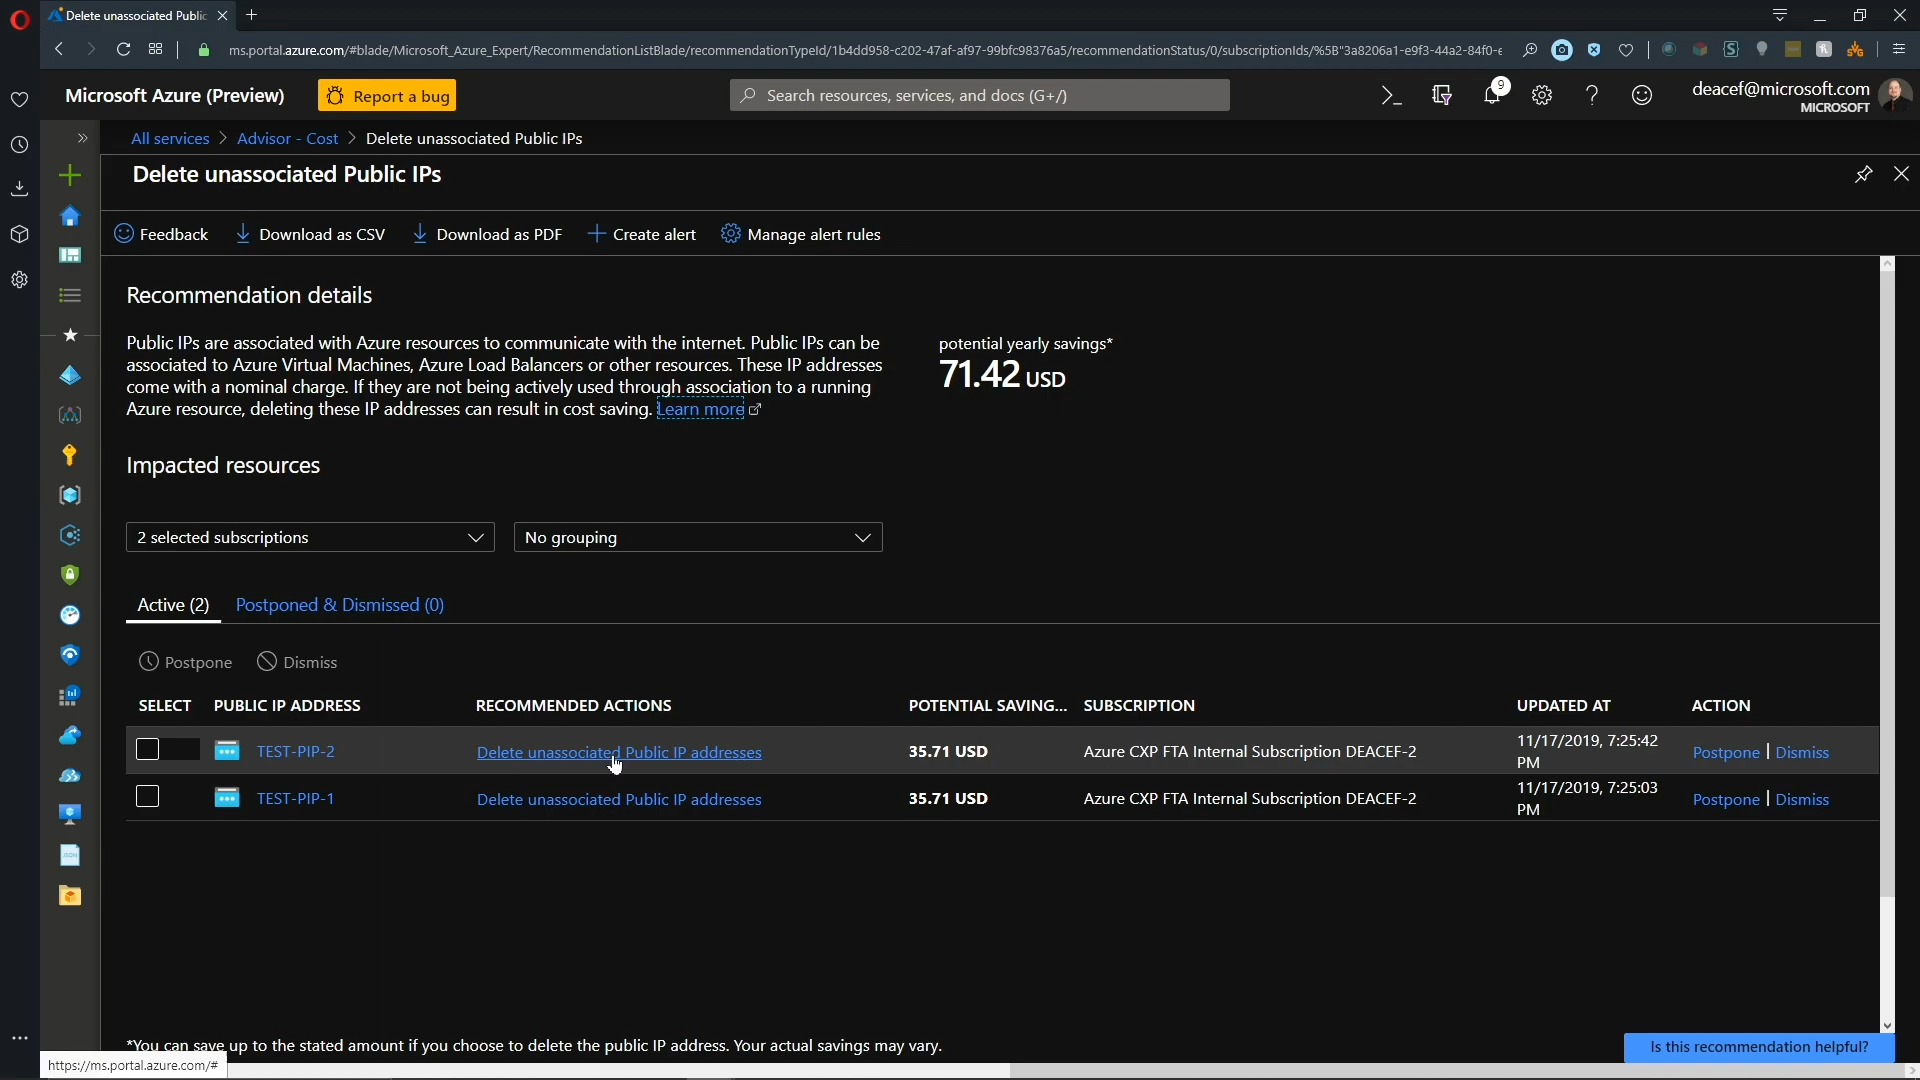 Delete unassociated Public
ms.portal.azure.com/#blade/Microsoft_Azure_Expert/RecommendationListBlade/recommendationTypeId/1b4dd958-c202-47af-af97-99bfc98376a5/recommendationStatus/0/subscriptionIds/%5B"3a8206a1-e9f3-44a2-84f0-e
Microsoft Azure (Preview)
Report a bug
Search resources, services, and docs (G+/)
9
deacef@microsoft.com
MICROSOFT
All services > Advisor - Cost > Delete unassociated Public IPs
Delete unassociated Public IPs
Feedback
Download as CSV
Download as PDF
Create alert
Manage alert rules
Recommendation details
Public IPs are associated with Azure resources to communicate with the internet. Public IPs can be
associated to Azure Virtual Machines, Azure Load Balancers or other resources. These IP addresses
come with a nominal charge. If they are not being actively used through association to a running
Azure resource, deleting these IP addresses can result in cost saving. Learn more
potential yearly savings*
71.42 USD
Impacted resources
2 selected subscriptions
No grouping
Active (2)
Postponed & Dismissed (0)
Postpone
Dismiss
SELECT PUBLIC IP ADDRESS RECOMMENDED ACTIONS POTENTIAL SAVING... SUBSCRIPTION UPDATED AT ACTION
TEST-PIP-2 Delete unassociated Public IP addresses 35.71 USD Azure CXP FTA Internal Subscription DEACEF-2 11/17/2019, 7:25:42 PM Postpone | Dismiss
TEST-PIP-1 Delete unassociated Public IP addresses 35.71 USD Azure CXP FTA Internal Subscription DEACEF-2 11/17/2019, 7:25:03 PM Postpone | Dismiss
*You can save up to the stated amount if you choose to delete the public IP address. Your actual savings may vary.
Is this recommendation helpful?
https://ms.portal.azure.com/#